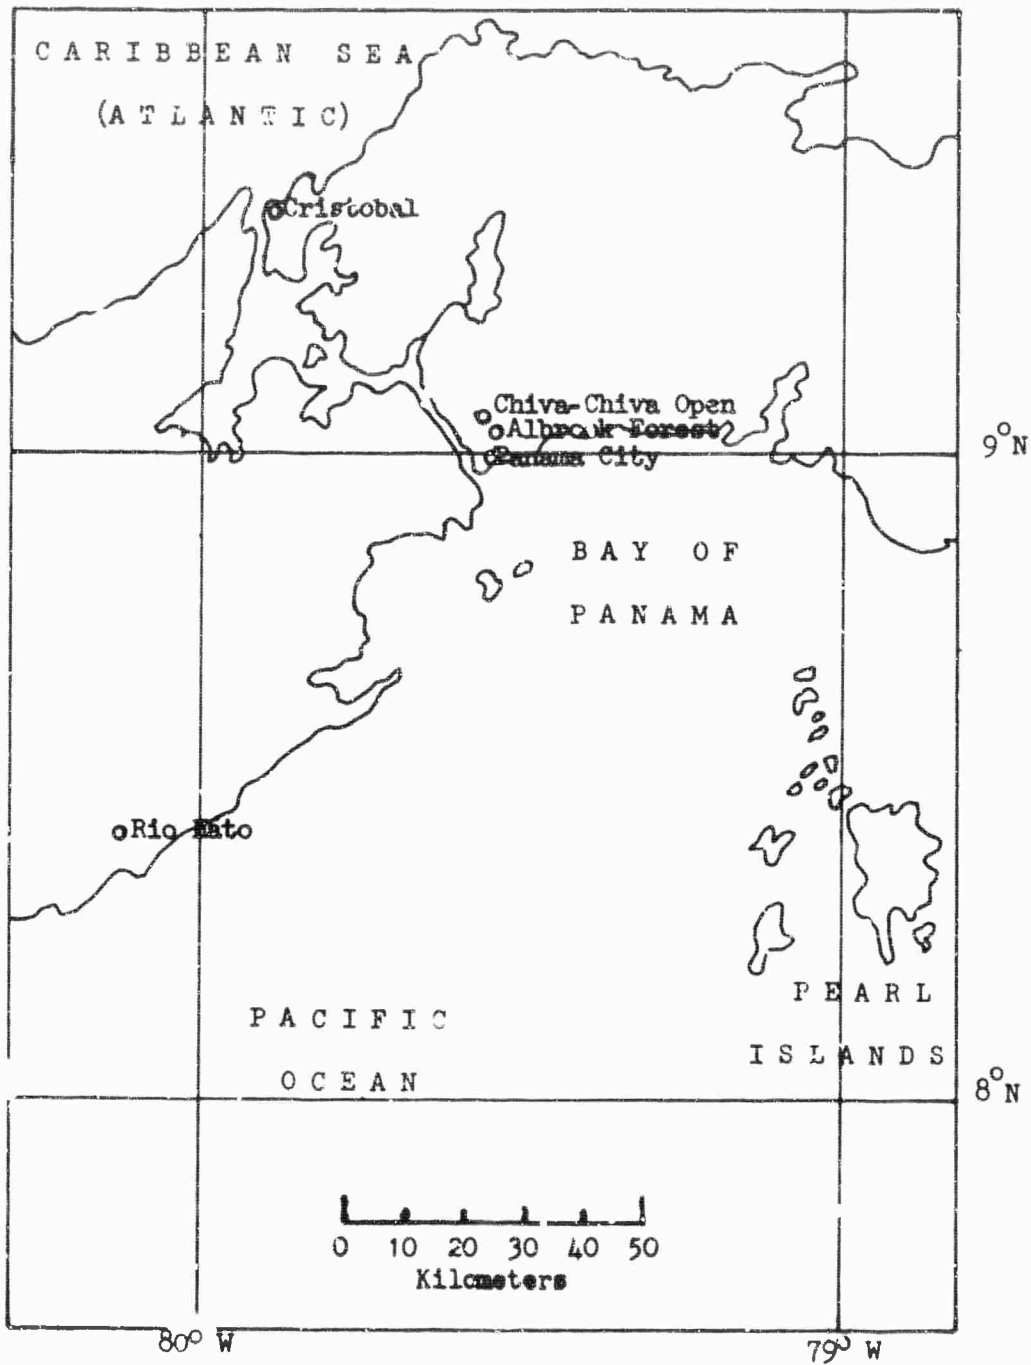 CARIBBEAN SEA
(ATLANTIC)
Cristobal
Chiva-Chiva Open
Albrook Forest
9°N
Panama City
BAY OF
PANAMA
Rio Hato
PEARL
ISLANDS
PACIFIC
OCEAN
8°N
0 10 20 30 40 50
Kilometers
80° W
79° W